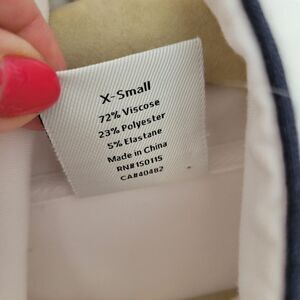 X-Small
72% Viscose
23% Polyester
5% Elastane
Made in China
RN#150115
CA#40482